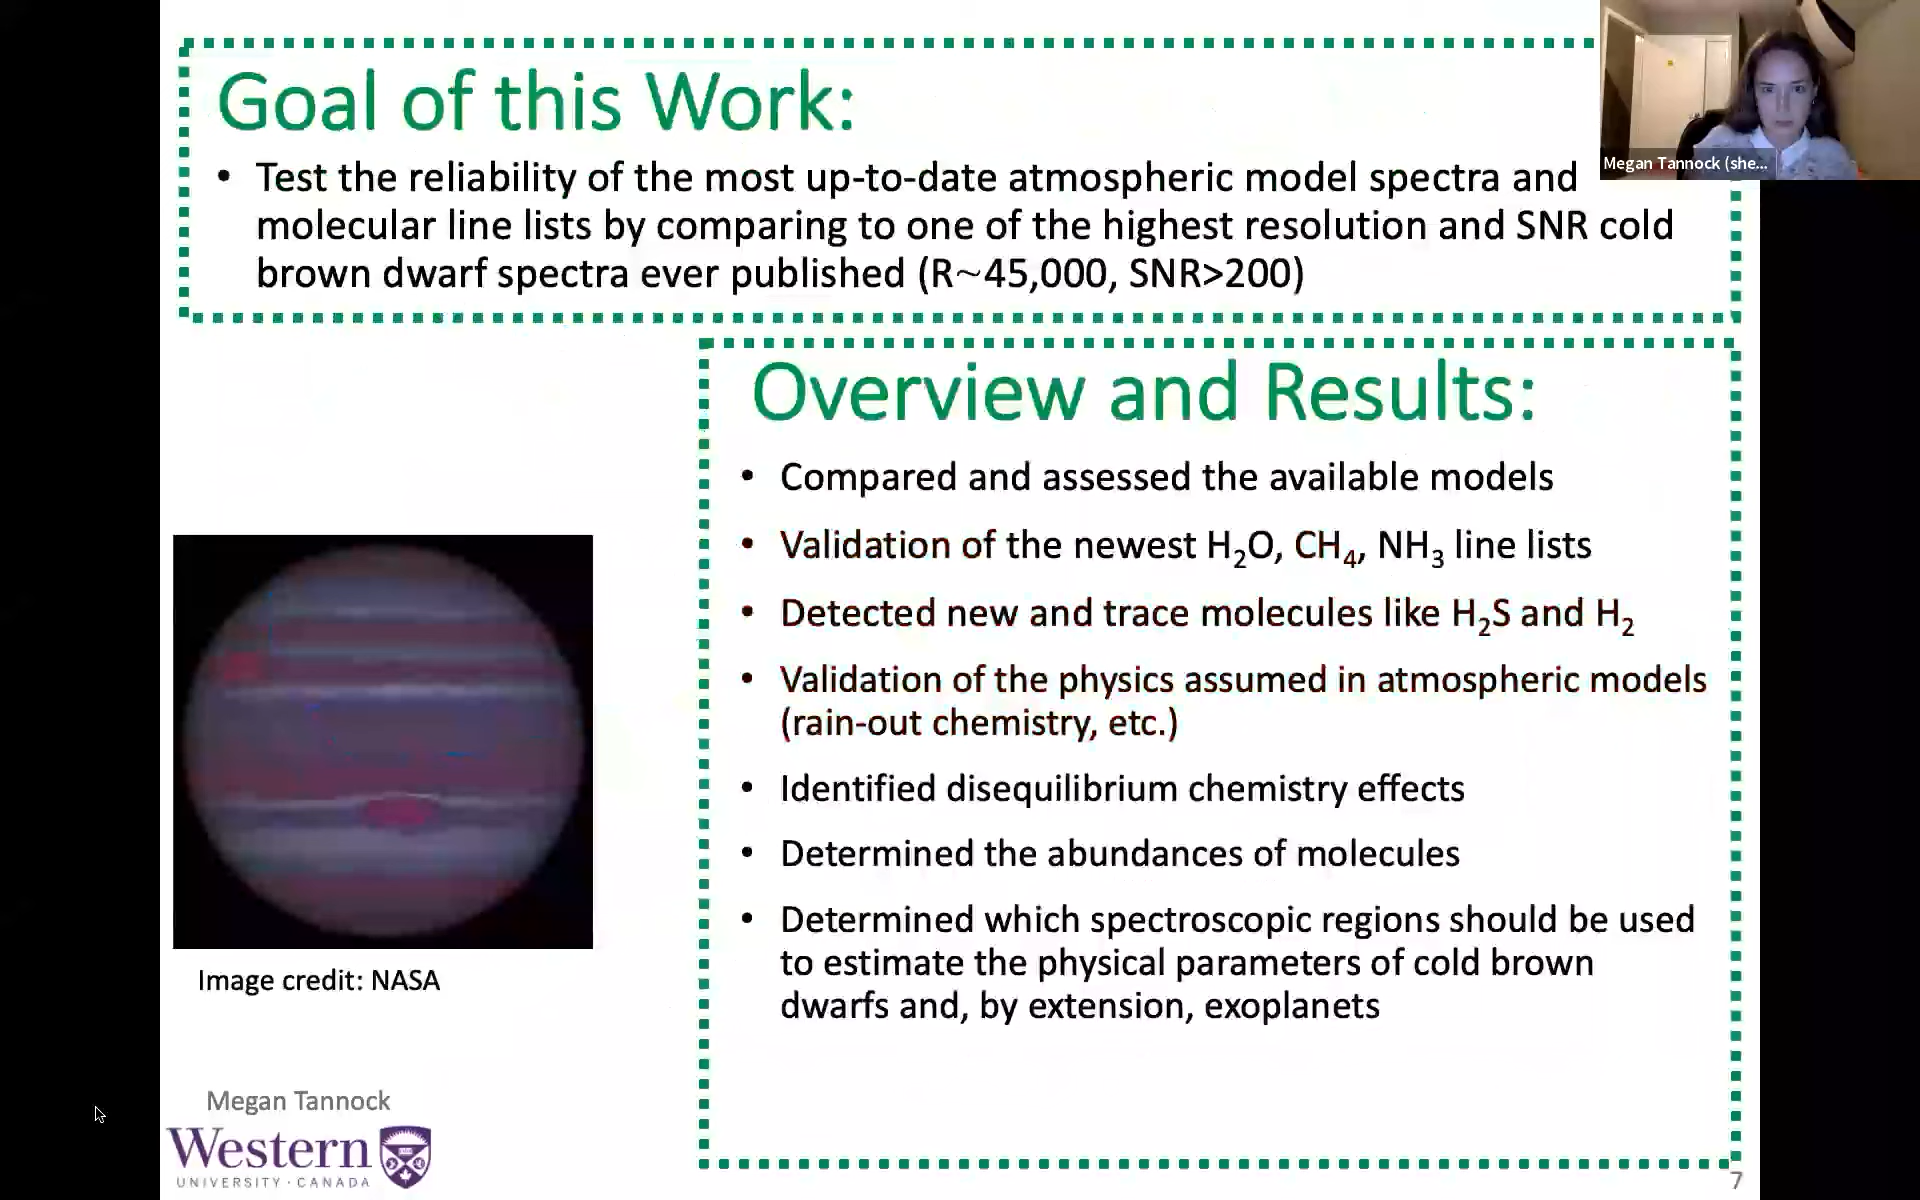 Goal of this Work:
• Test the reliability of the most up-to-date atmospheric model spectra and
molecular line lists by comparing to one of the highest resolution and SNR cold
brown dwarf spectra ever published (R~45,000, SNR>200)
Megan Tannock (she...
Overview and Results:
• Compared and assessed the available models
• Validation of the newest H₂O, CH₄, NH₃ line lists
• Detected new and trace molecules like H₂S and H₂
• Validation of the physics assumed in atmospheric models
(rain-out chemistry, etc.)
• Identified disequilibrium chemistry effects
• Determined the abundances of molecules
• Determined which spectroscopic regions should be used
to estimate the physical parameters of cold brown
dwarfs and, by extension, exoplanets
Image credit: NASA
Megan Tannock
Western
UNIVERSITY · CANADA
7